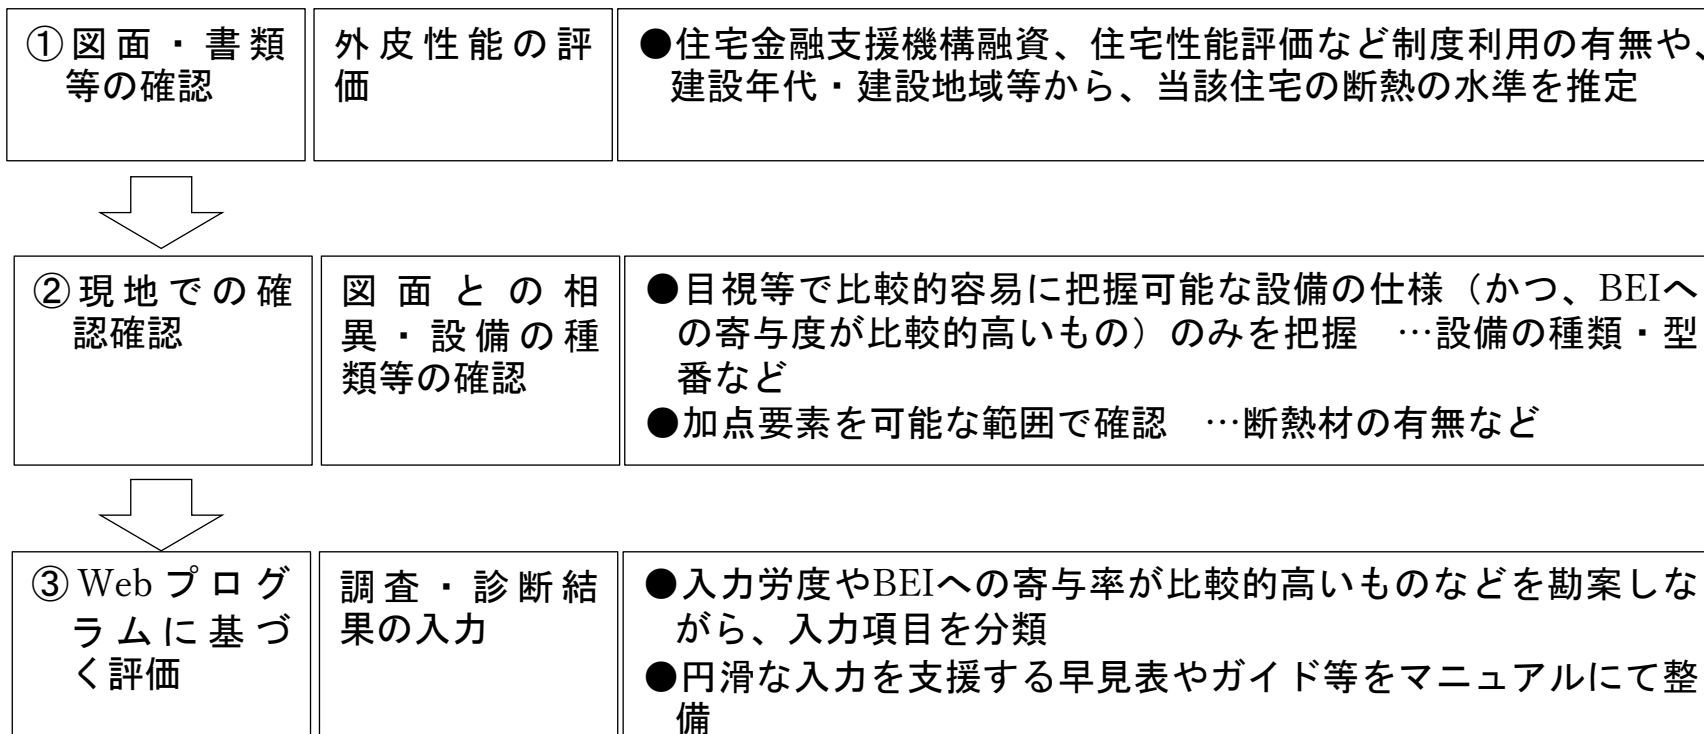 ①図面・書類
等の確認
外皮性能の評
価
●住宅金融支援機構融資、住宅性能評価など制度利用の有無や、
建設年代・建設地域等から、当該住宅の断熱の水準を推定
②現地での確
認確認
図面との相
異・設備の種
類等の確認
●目視等で比較的容易に把握可能な設備の仕様（かつ、BEIへ
の寄与度が比較的高いもの）のみを把握　…設備の種類・型
番など
●加点要素を可能な範囲で確認　…断熱材の有無など
③Webプログ
ラムに基づ
く評価
調査・診断結
果の入力
●入力労度やBEIへの寄与率が比較的高いものなどを勘案しな
がら、入力項目を分類
●円滑な入力を支援する早見表やガイド等をマニュアルにて整
備